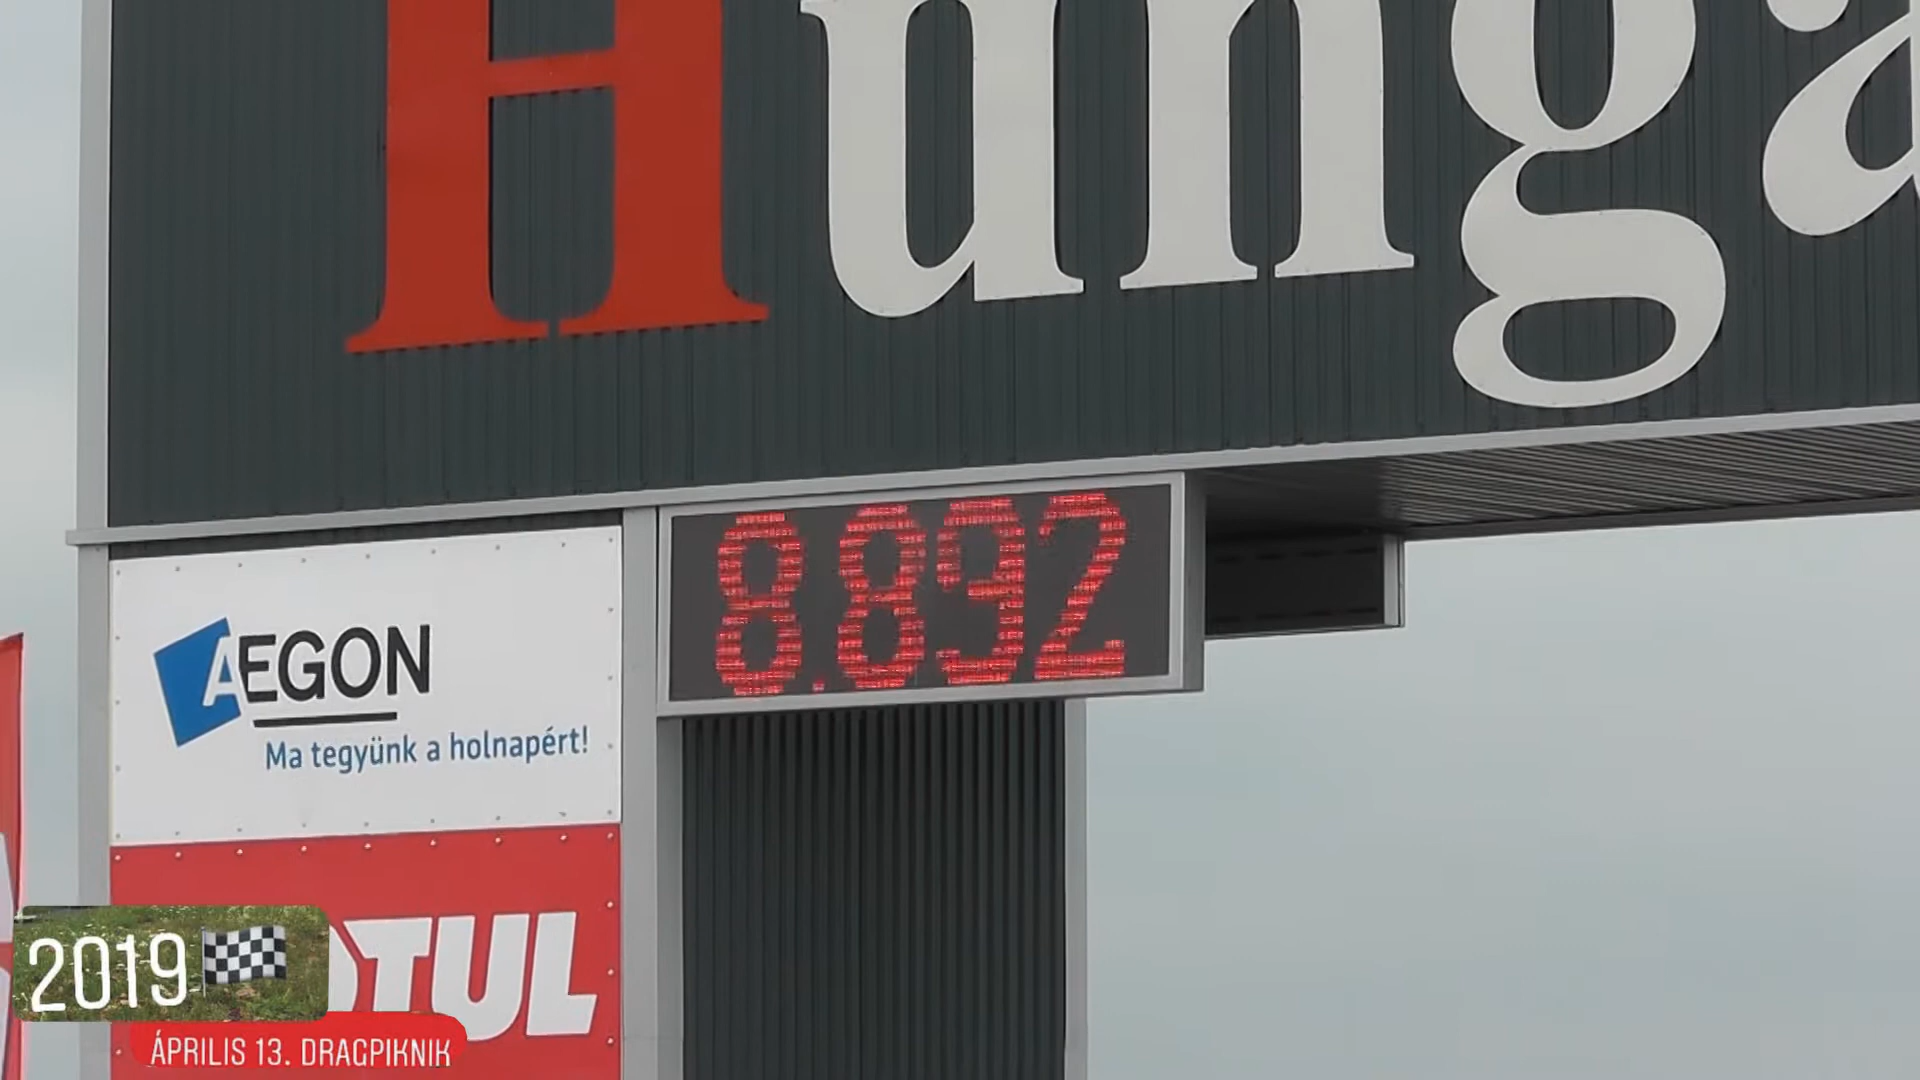 Hunga
8.892
AEGON
Ma tegyünk a holnapért!
OTUL
2019
ÁPRILIS 13. DRAGPIKNIK